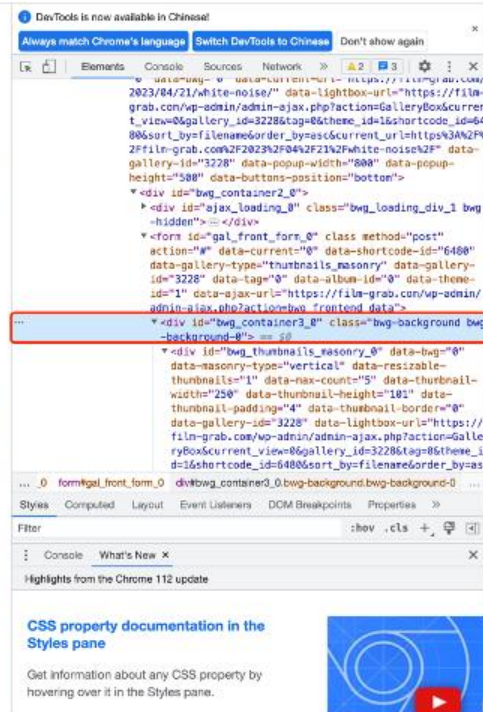 DevTools is now available in Chinese!
Always match Chrome's language Switch DevTools to Chinese Don't show again
Elements Console Sources Network » 2 3
2023/04/21/white-noise/" data-lightbox-url="https://film-
grab.com/wp-admin/admin-ajax.php?action=GalleryBox&curren
t_view=0&gallery_id=3228&tag=0&theme_id=1&shortcode_id=64
80&sort_by=filename&order_by=asc&current_url=https%3A%2F%
2Ffilm-grab.com%2F2023%2F04%2F21%2Fwhite-noise%2F" data-
gallery-id="3228" data-popup-width="800" data-popup-
height="500" data-buttons-position="bottom">
<div id="bwg_container2_0">
<div id="ajax_loading_0" class="bwg_loading_div_1 bwg
-hidden">…</div>
<form id="gal_front_form_0" class method="post"
action="#" data-current="0" data-shortcode-id="6480"
data-gallery-type="thumbnails_masonry" data-gallery-
id="3228" data-tag="0" data-album-id="0" data-theme-
id="1" data-ajax-url="https://film-grab.com/wp-admin/
admin-ajax.php?action=bwg_frontend_data">
… <div id="bwg_container3_0" class="bwg-background bwg
-background-0"> == $0
<div id="bwg_thumbnails_masonry_0" data-bwg="0"
data-masonry-type="vertical" data-resizable-
thumbnails="1" data-max-count="5" data-thumbnail-
width="250" data-thumbnail-height="101" data-
thumbnail-padding="4" data-thumbnail-border="0"
data-gallery-id="3228" data-lightbox-url="https://
film-grab.com/wp-admin/admin-ajax.php?action=Galle
ryBox&current_view=0&gallery_id=3228&tag=0&theme_i
d=1&shortcode_id=6480&sort_by=filename&order_by=as
… _0 form#gal_front_form_0 div#bwg_container3_0.bwg-background.bwg-background-0 …
Styles Computed Layout Event Listeners DOM Breakpoints Properties »
Filter :hov .cls +
Console What's New ×
Highlights from the Chrome 112 update
CSS property documentation in the
Styles pane
Get information about any CSS property by
hovering over it in the Styles pane.